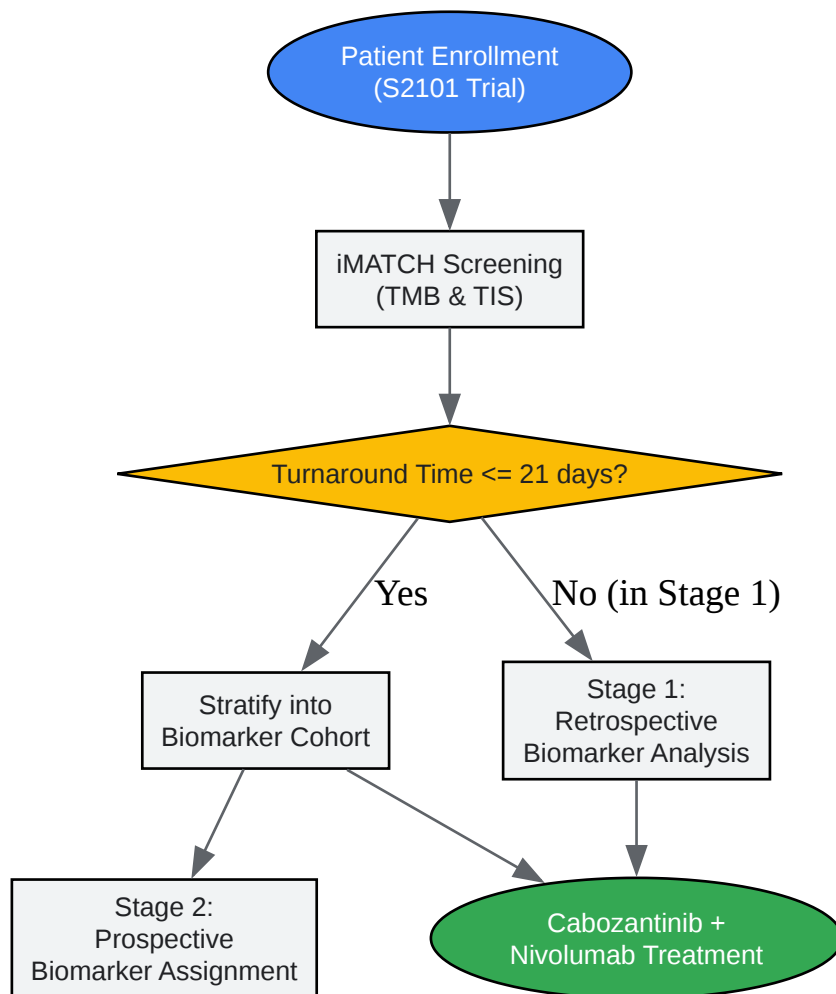 Patient Enrollment
(S2101 Trial)
iMATCH Screening
(TMB & TIS)
Turnaround Time <= 21 days?
Yes
No (in Stage 1)
Stratify into
Biomarker Cohort
Stage 1:
Retrospective
Biomarker Analysis
Stage 2:
Prospective
Biomarker Assignment
Cabozantinib +
Nivolumab Treatment